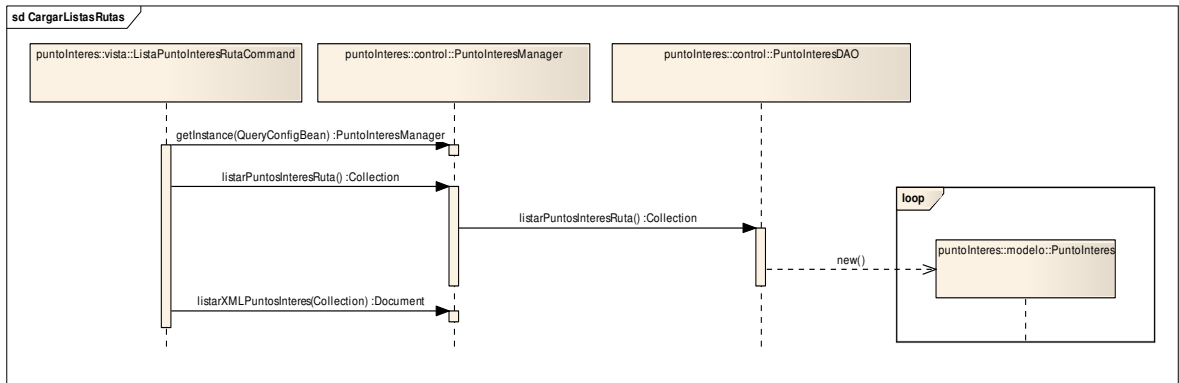 sd CargarListasRutas
puntoInteres::vista::ListaPuntoInteresRutaCommand
puntoInteres::control::PuntoInteresManager
puntoInteres::control::PuntoInteresDAO
getInstance(QueryConfigBean) :PuntoInteresManager
listarPuntosInteresRuta() :Collection
listarPuntosInteresRuta() :Collection
loop
puntoInteres::modelo::PuntoInteres
new()
listarXMLPuntosInteres(Collection) :Document